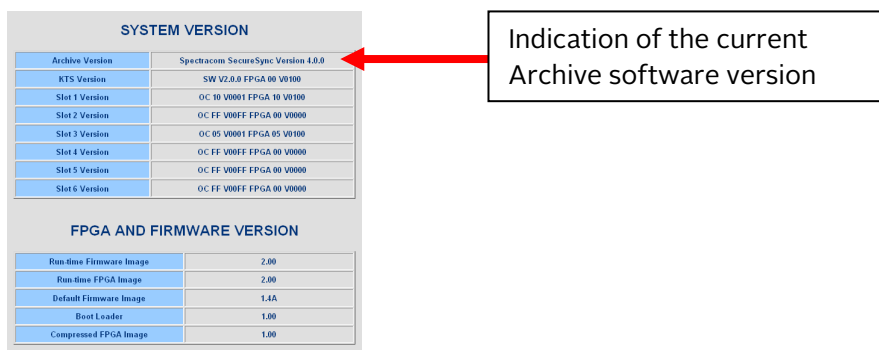 SYSTEM VERSION
Archive Version Spectracom SecureSync Version 4.0.0
KTS Version SW V2.0.0 FPGA 00 V0100
Slot 1 Version OC 10 V0001 FPGA 10 V0100
Slot 2 Version OC FF V00FF FPGA 00 V0000
Slot 3 Version OC 05 V0001 FPGA 05 V0100
Slot 4 Version OC FF V00FF FPGA 00 V0000
Slot 5 Version OC FF V00FF FPGA 00 V0000
Slot 6 Version OC FF V00FF FPGA 00 V0000
Indication of the current
Archive software version
FPGA AND FIRMWARE VERSION
Run-time Firmware Image 2.00
Run-time FPGA Image 2.00
Default Firmware Image 1.4A
Boot Loader 1.00
Compressed FPGA Image 1.00